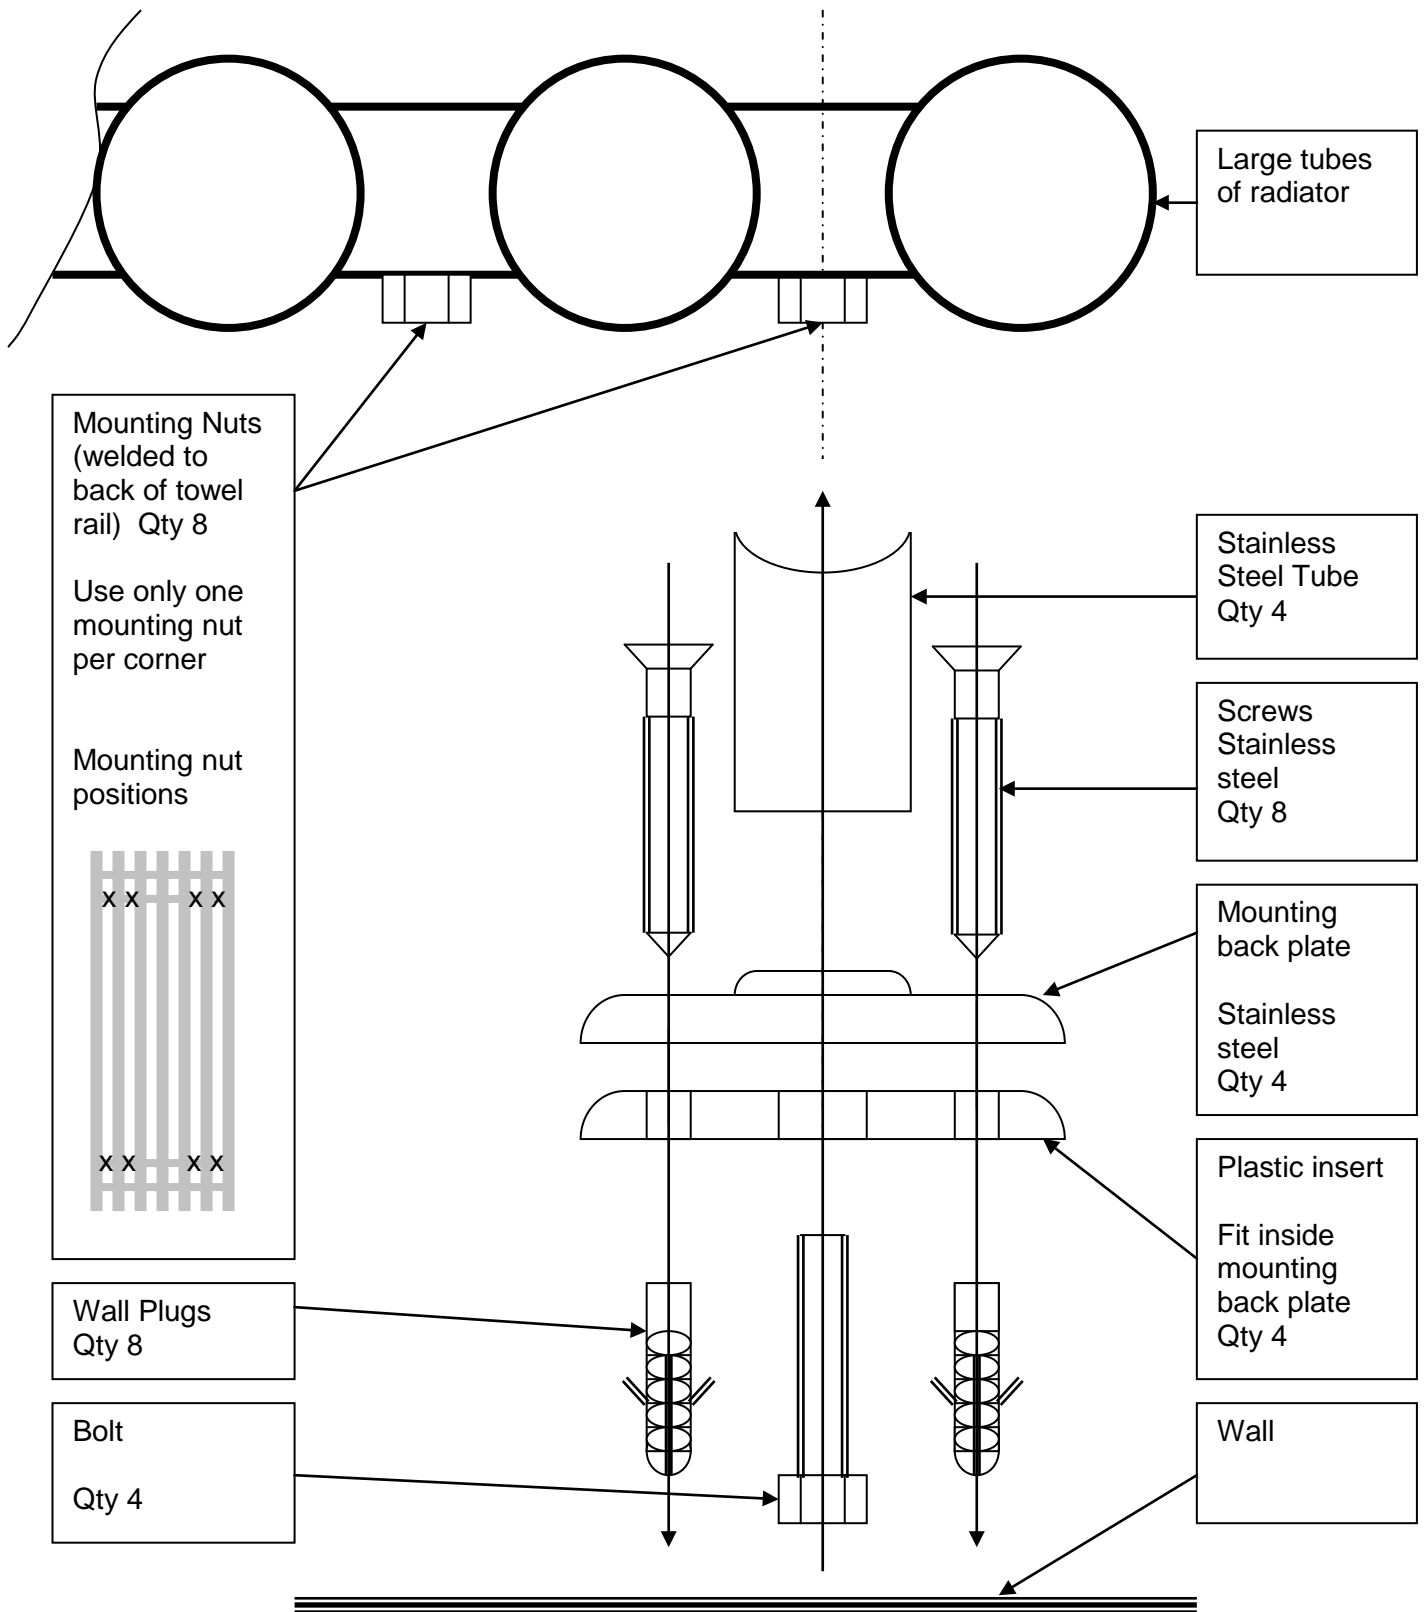 Large tubes
of radiator
Mounting Nuts
(welded to
back of towel
rail)  Qty 8
Use only one
mounting nut
per corner
Mounting nut
positions
x x x x
x x x x
Stainless
Steel Tube
Qty 4
Screws
Stainless
steel
Qty 8
Mounting
back plate
Stainless
steel
Qty 4
Plastic insert
Fit inside
mounting
back plate
Qty 4
Wall Plugs
Qty 8
Bolt
Qty 4
Wall